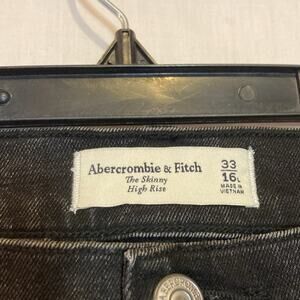 Abercrombie & Fitch
The Skinny
High Rise
33
16L
MADE IN
VIETNAM